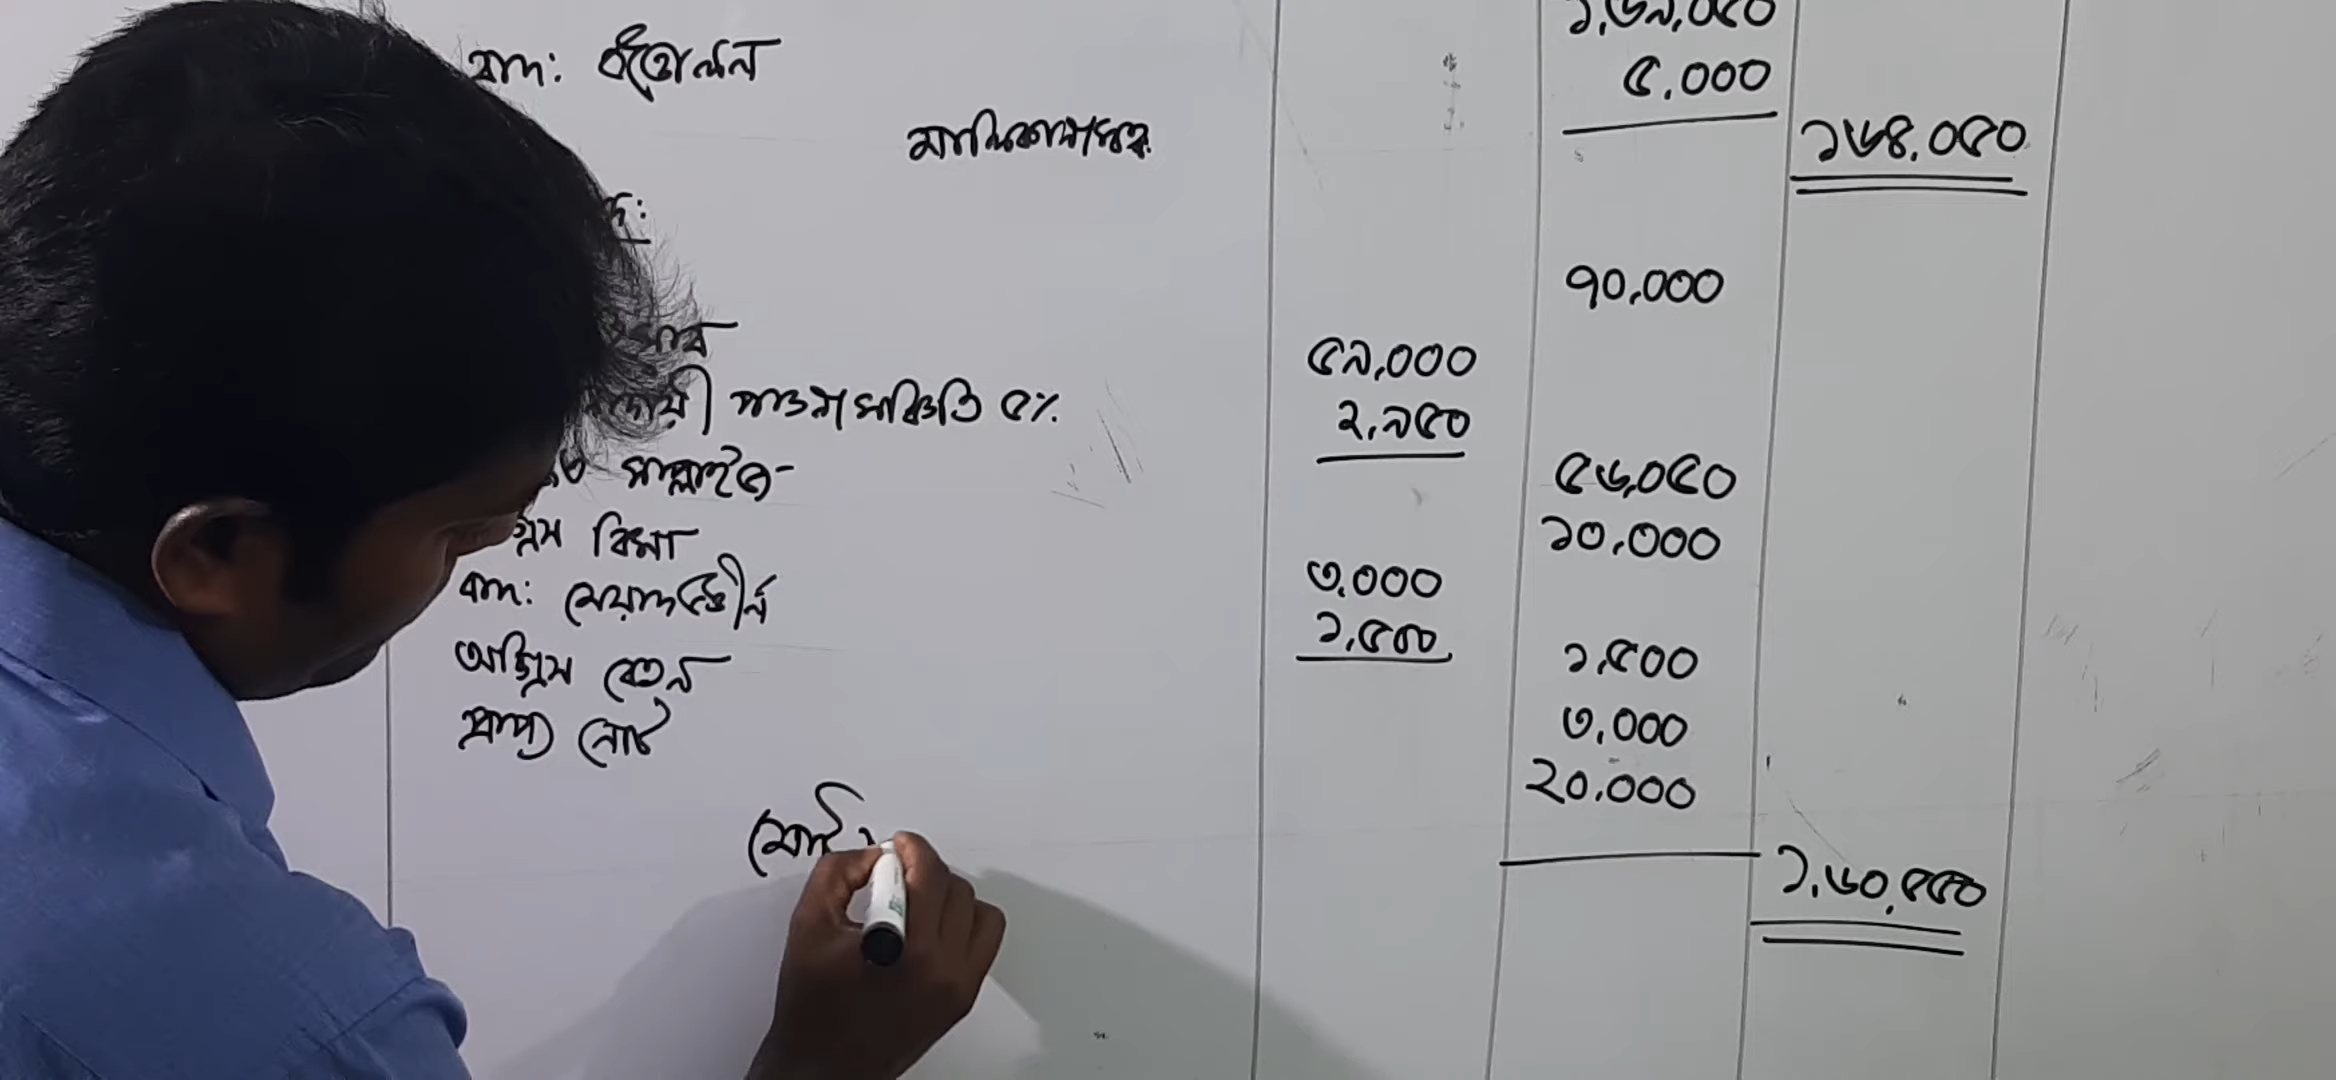 ১,৬৯,০৫০
বাদ: উত্তোলন ৫,০০০
মালিকানাস্বত্ব ১৬৪,০৫০
৭০,০০০
৫৯,০০০
পাওনা সঞ্চিতি ৫% ২,৯৫০
সাপ্লাইজ ৫৬,০৫০
বিমা ১০,০০০
বাদ: মেয়াদ উত্তীর্ণ ৩,০০০
১,৫০০
অগ্রিম বেতন ১,৫০০
প্রাপ্য নোট ৩,০০০
২০,০০০
মোট ১,৬০,৫৫০